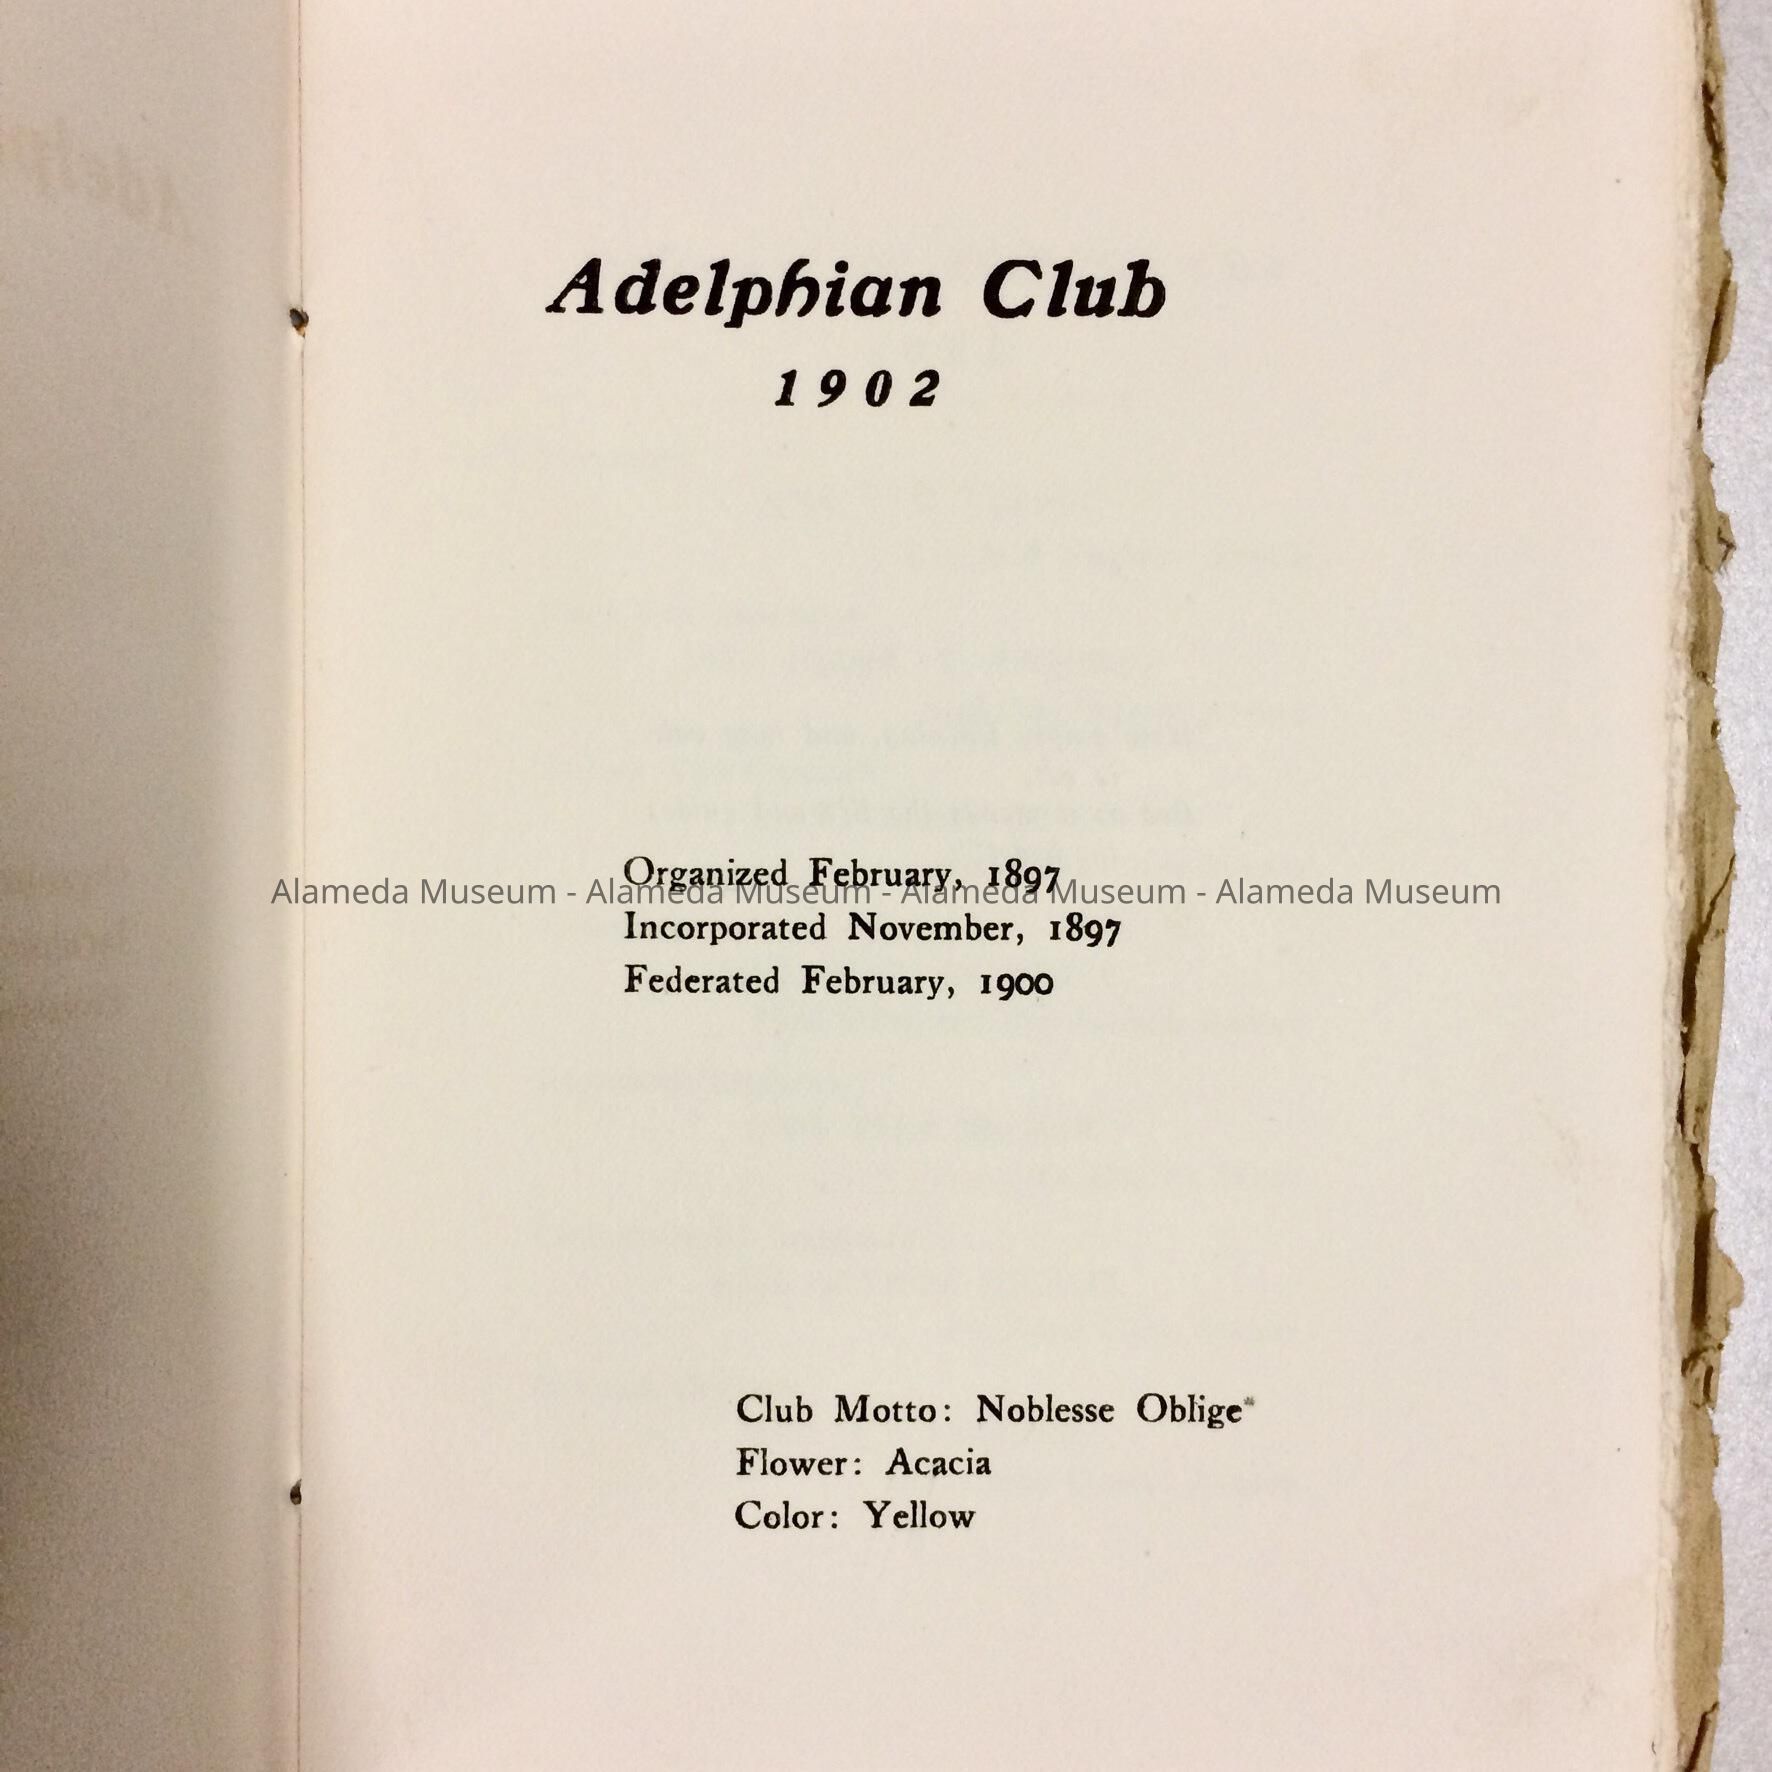 Adelphian Club
1902
Organized February, 1897
Alameda Museum - Alameda Museum - Alameda Museum - Alameda Museum
Incorporated November, 1897
Federated February, 1900
Club Motto: Noblesse Oblige
Flower: Acacia
Color: Yellow